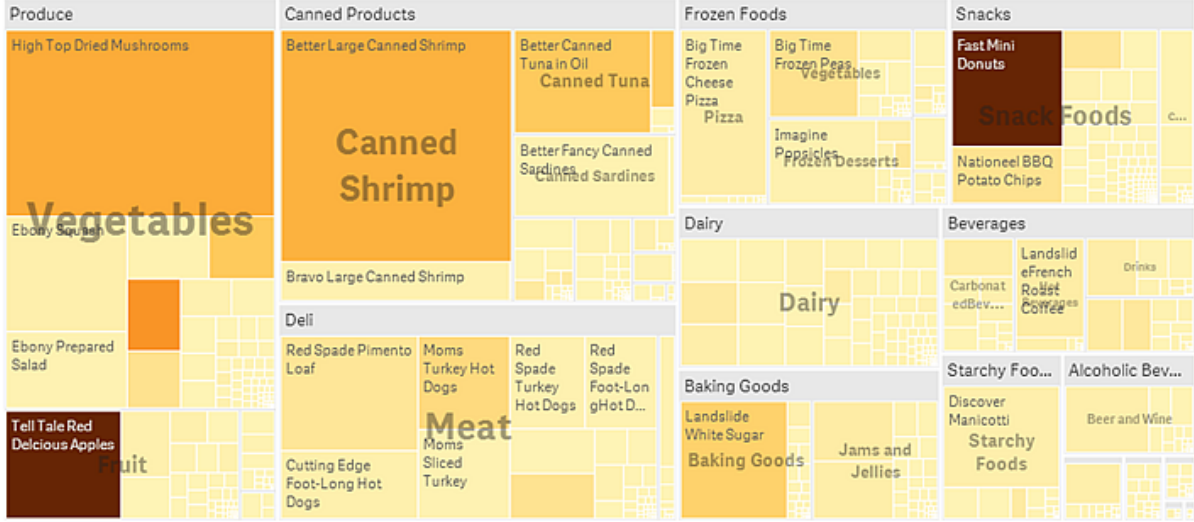 Produce
High Top Dried Mushrooms
Vegetables
Ebony Squash
Ebony Prepared
Salad
Tell Tale Red
Delcious Apples
Fruit
Canned Products
Better Large Canned Shrimp
Canned
Shrimp
Bravo Large Canned Shrimp
Better Canned
Tuna in Oil
Canned Tuna
Better Fancy Canned
Sardines
Canned Sardines
Deli
Red Spade Pimento
Loaf
Cutting Edge
Foot-Long Hot
Dogs
Moms
Turkey Hot
Dogs
Meat
Moms
Sliced
Turkey
Red
Spade
Turkey
Hot Dogs
Red
Spade
Foot-Lon
gHot D...
Frozen Foods
Big Time
Frozen
Cheese
Pizza
Pizza
Big Time
Frozen Peas
Vegetables
Imagine
Popsicles
Frozen Desserts
Dairy
Dairy
Baking Goods
Landslide
White Sugar
Baking Goods
Jams and
Jellies
Snacks
Fast Mini
Donuts
Snack Foods
Nationeel BBQ
Potato Chips
C...
Beverages
Carbonat
edBev...
Landslid
eFrench
Roast
Coffee
Hot
Beverages
Drinks
Starchy Foo...
Discover
Manicotti
Starchy
Foods
Alcoholic Bev...
Beer and Wine